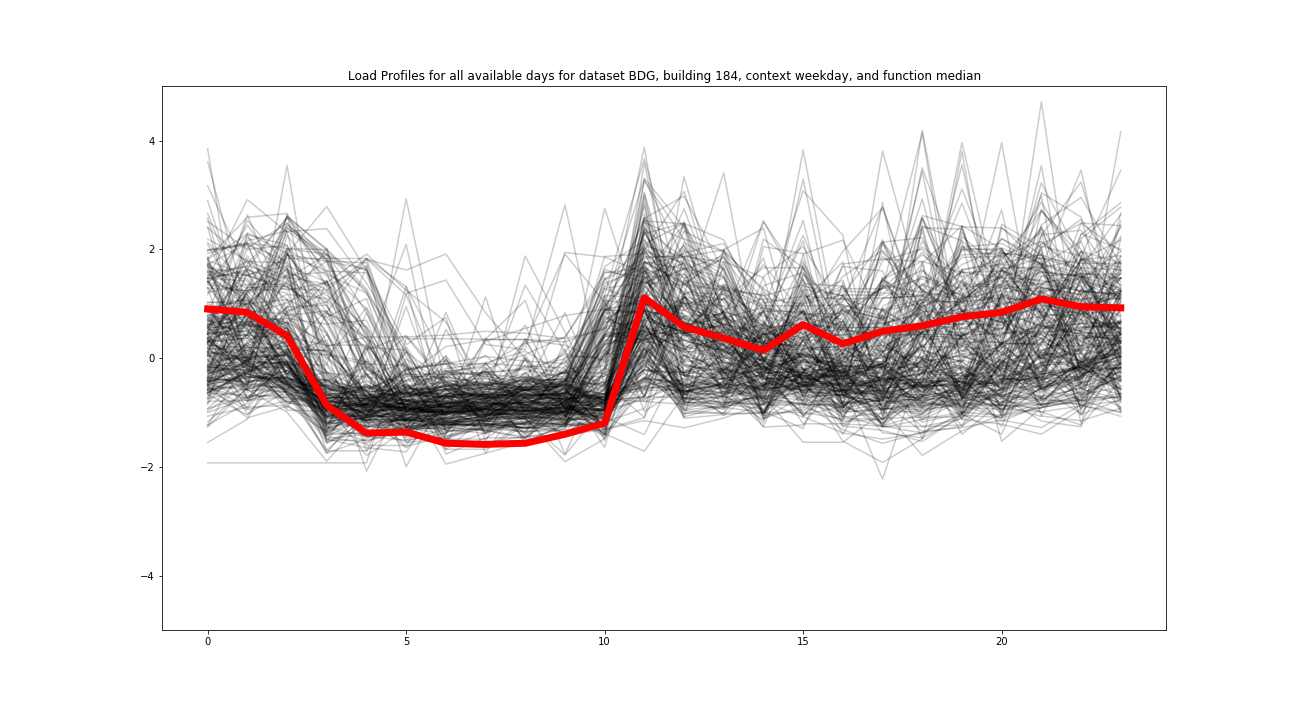 Load Profiles for all available days for dataset BDG, building 184, context weekday, and function median
4
2
0
−2
−4
0 5 10 15 20